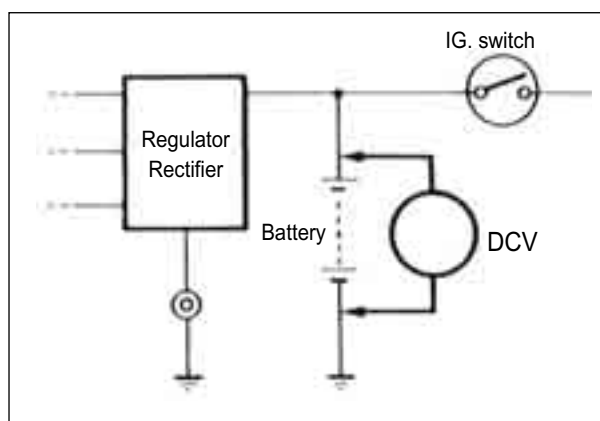 IG. switch
Regulator
Rectifier
Battery
DCV